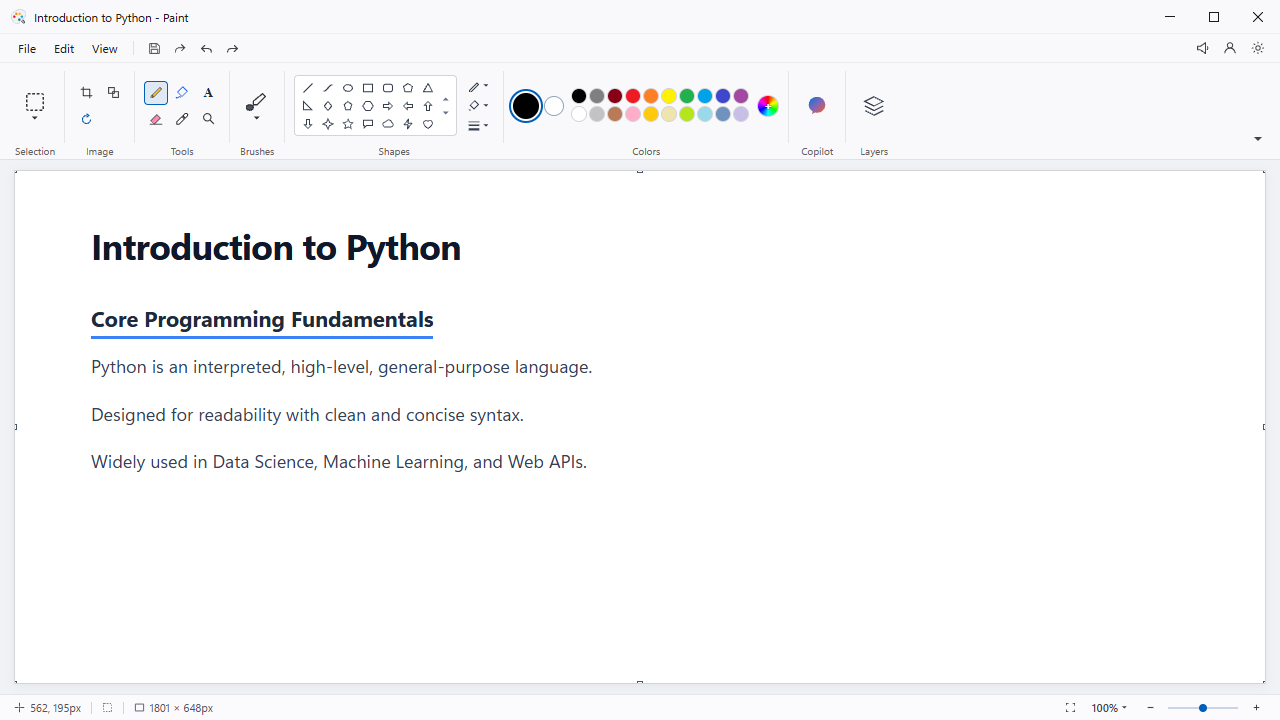 Introduction to Python - Paint
File Edit View
Selection
Image
Tools
Brushes
Shapes
Colors
Copilot
Layers
Introduction to Python
Core Programming Fundamentals
Python is an interpreted, high-level, general-purpose language.
Designed for readability with clean and concise syntax.
Widely used in Data Science, Machine Learning, and Web APIs.
562, 195px
1801 × 648px
100%